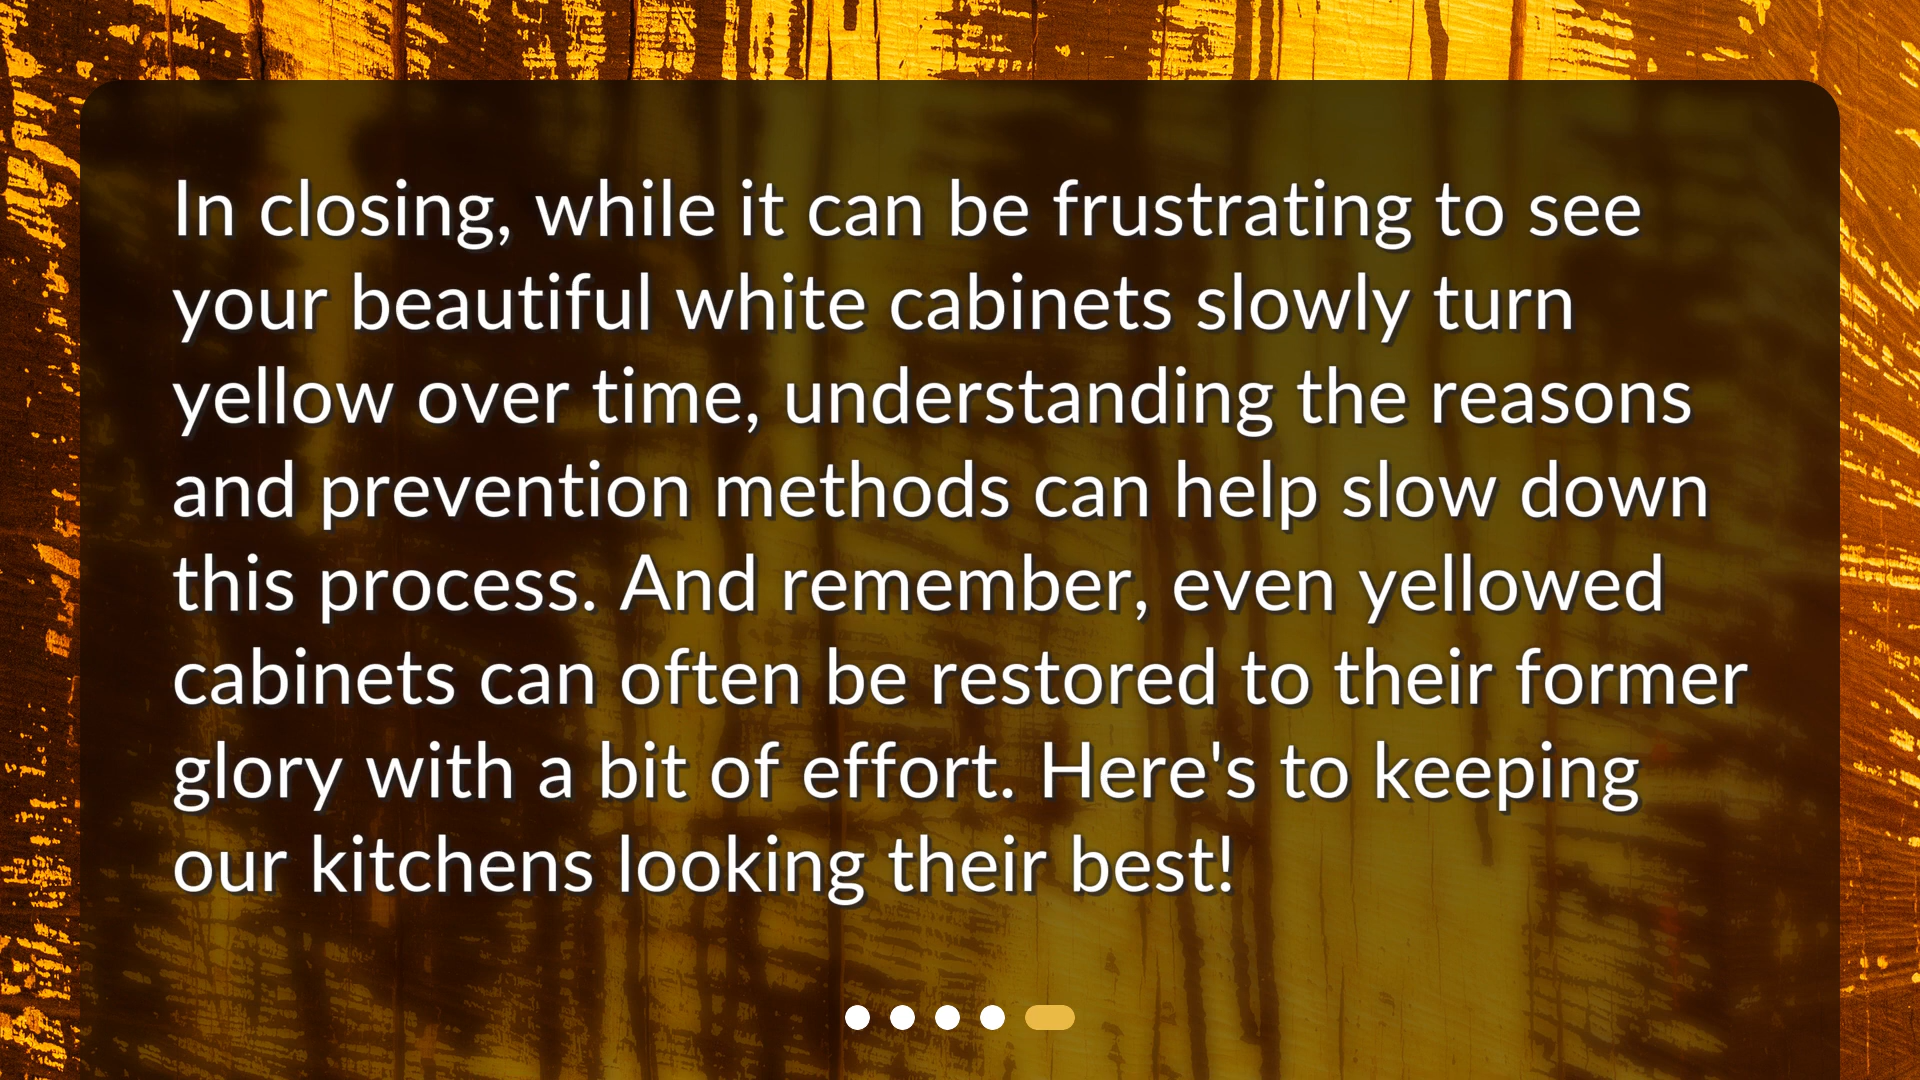 In closing, while it can be frustrating to see
your beautiful white cabinets slowly turn
yellow over time, understanding the reasons
and prevention methods can help slow down
this process. And remember, even yellowed
cabinets can often be restored to their former
glory with a bit of effort. Here's to keeping
our kitchens looking their best!